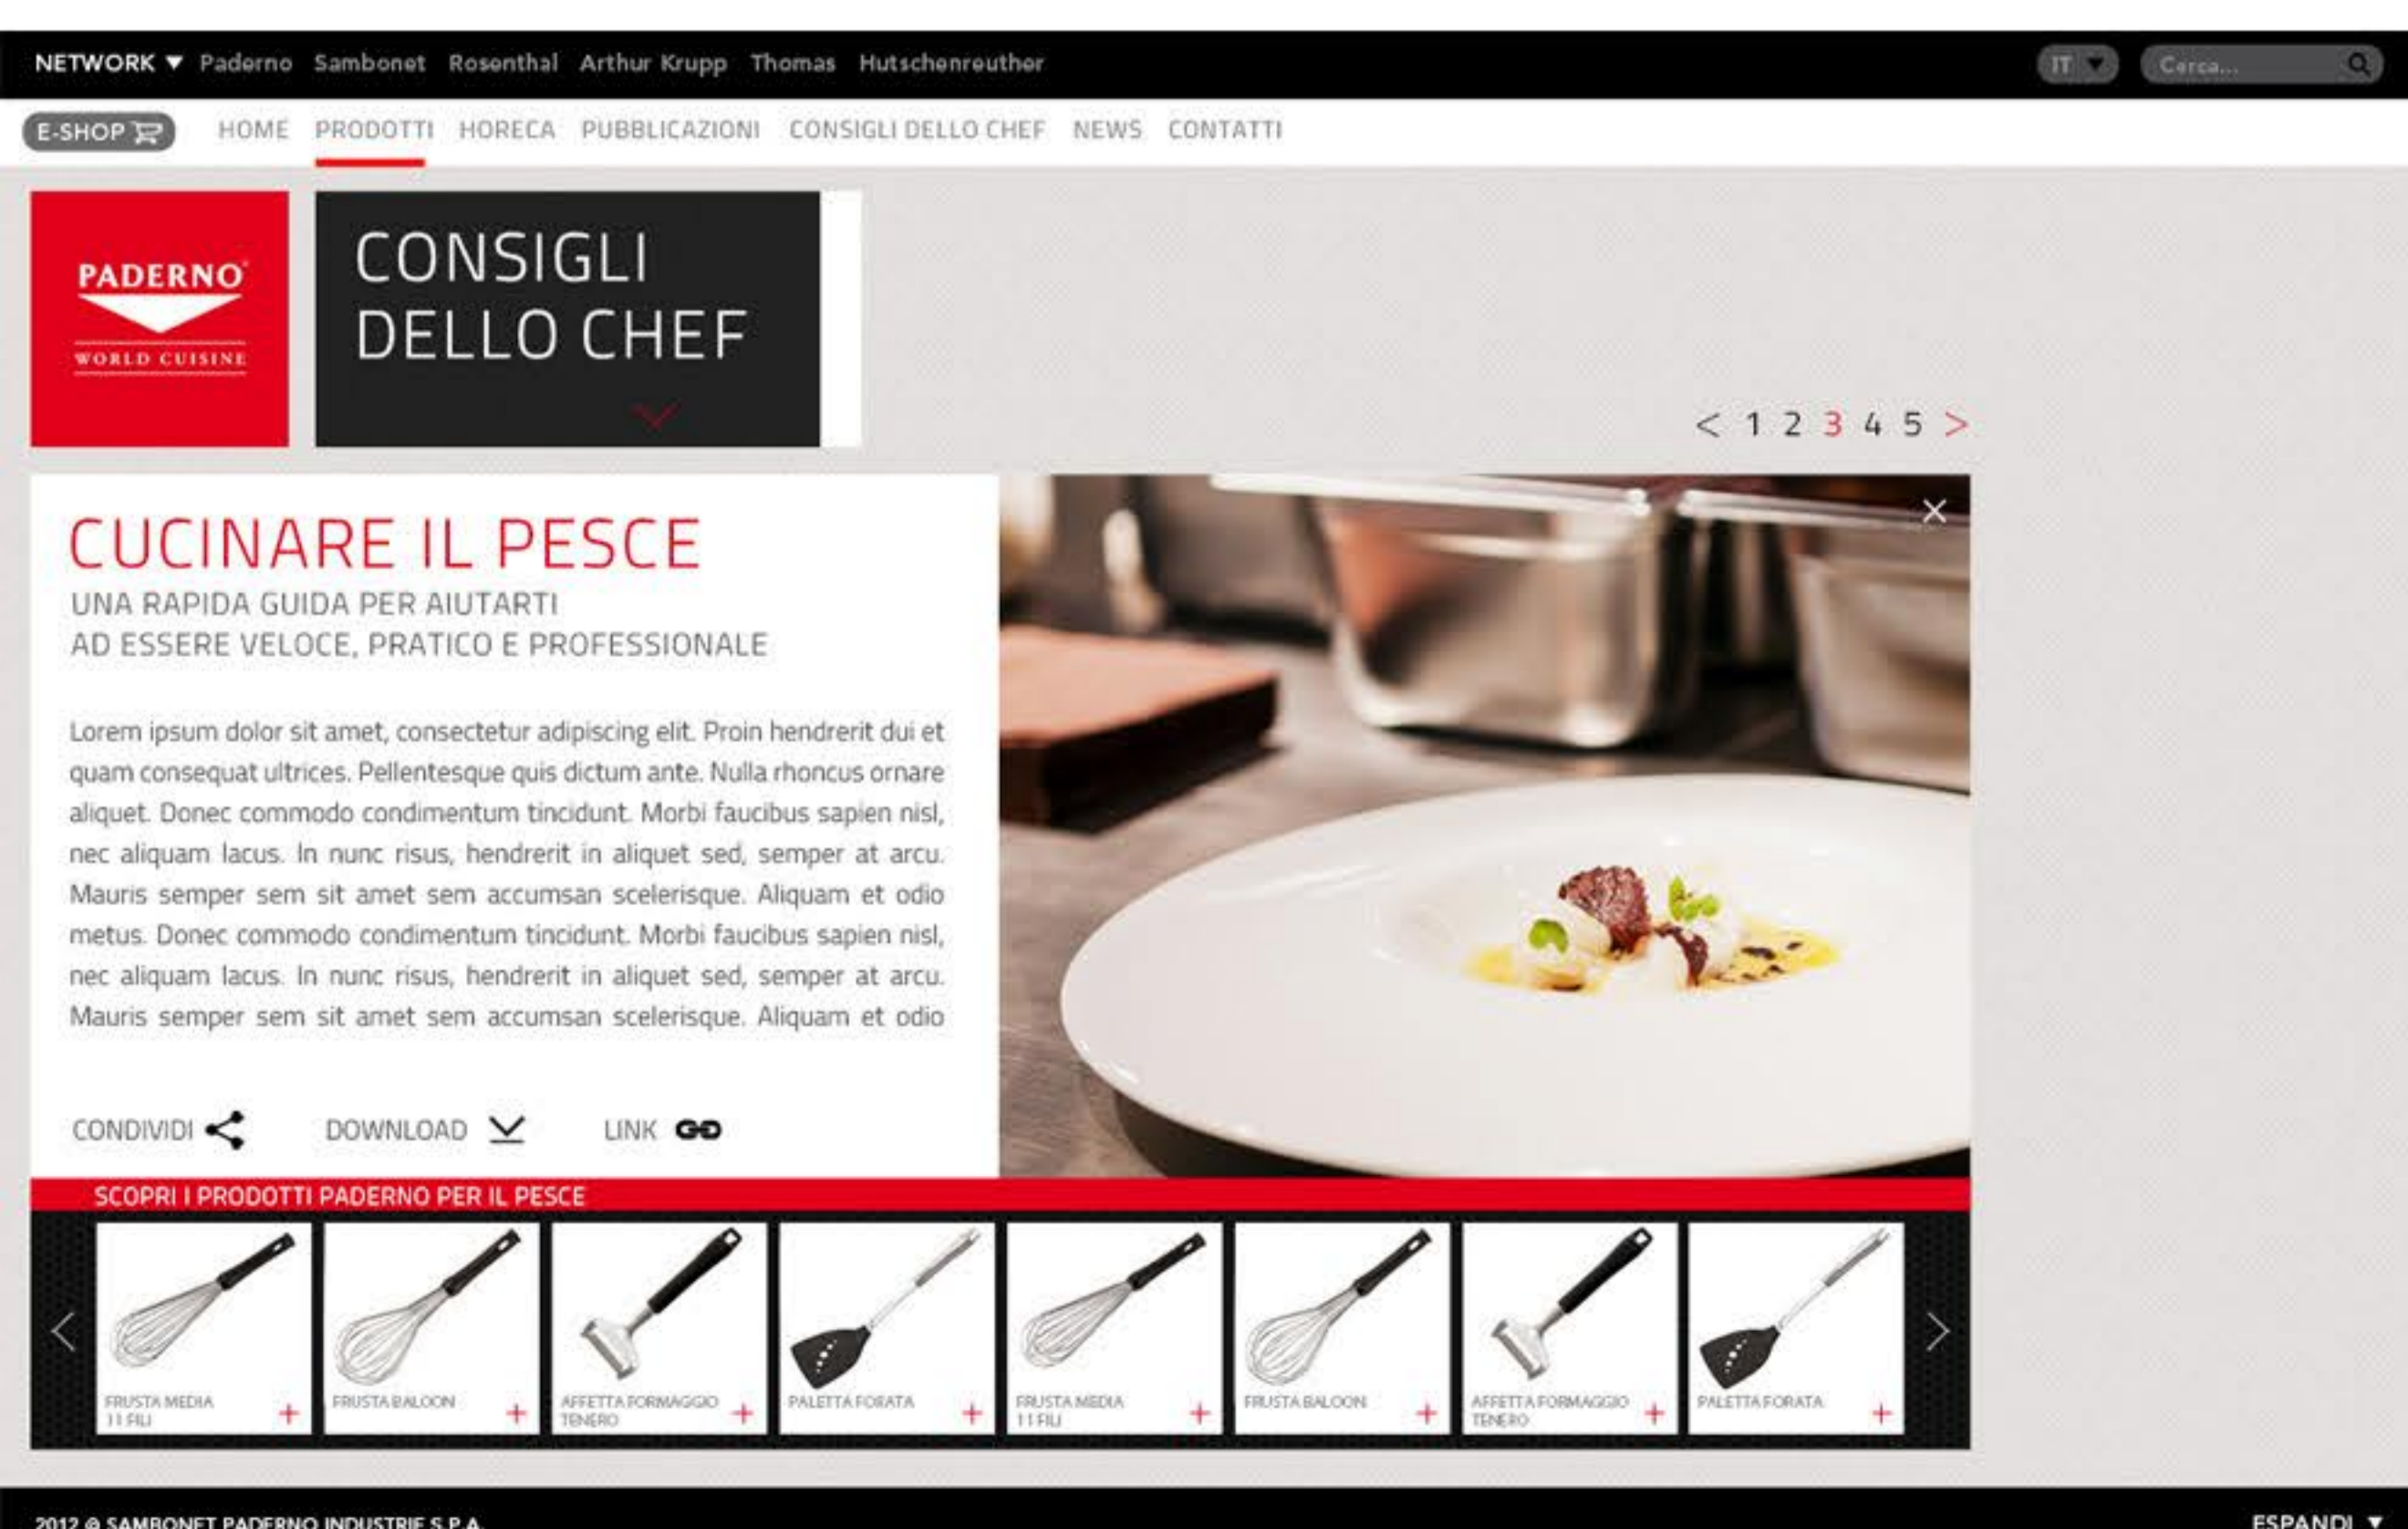 NETWORK ▼ Paderno Sambonet Rosenthal Arthur Krupp Thomas Hutschenreuther IT ▼ Cerca...
E-SHOP HOME PRODOTTI HORECA PUBBLICAZIONI CONSIGLI DELLO CHEF NEWS CONTATTI
PADERNO
WORLD CUISINE
CONSIGLI
DELLO CHEF
< 1 2 3 4 5 >
CUCINARE IL PESCE
UNA RAPIDA GUIDA PER AIUTARTI
AD ESSERE VELOCE, PRATICO E PROFESSIONALE
Lorem ipsum dolor sit amet, consectetur adipiscing elit. Proin hendrerit dui et
quam consequat ultrices. Pellentesque quis dictum ante. Nulla rhoncus ornare
aliquet. Donec commodo condimentum tincidunt. Morbi faucibus sapien nisl,
nec aliquam lacus. In nunc risus, hendrerit in aliquet sed, semper at arcu.
Mauris semper sem sit amet sem accumsan scelerisque. Aliquam et odio
metus. Donec commodo condimentum tincidunt. Morbi faucibus sapien nisl,
nec aliquam lacus. In nunc risus, hendrerit in aliquet sed, semper at arcu.
Mauris semper sem sit amet sem accumsan scelerisque. Aliquam et odio
CONDIVIDI DOWNLOAD LINK
SCOPRI I PRODOTTI PADERNO PER IL PESCE
FRUSTA MEDIA
11 FILI +
FRUSTA BALOON +
AFFETTA FORMAGGIO
TENERO +
PALETTA FORATA +
FRUSTA MEDIA
11 FILI +
FRUSTA BALOON +
AFFETTA FORMAGGIO
TENERO +
PALETTA FORATA +
2012 @ SAMBONET PADERNO INDUSTRIE S.P.A. ESPANDI ▼